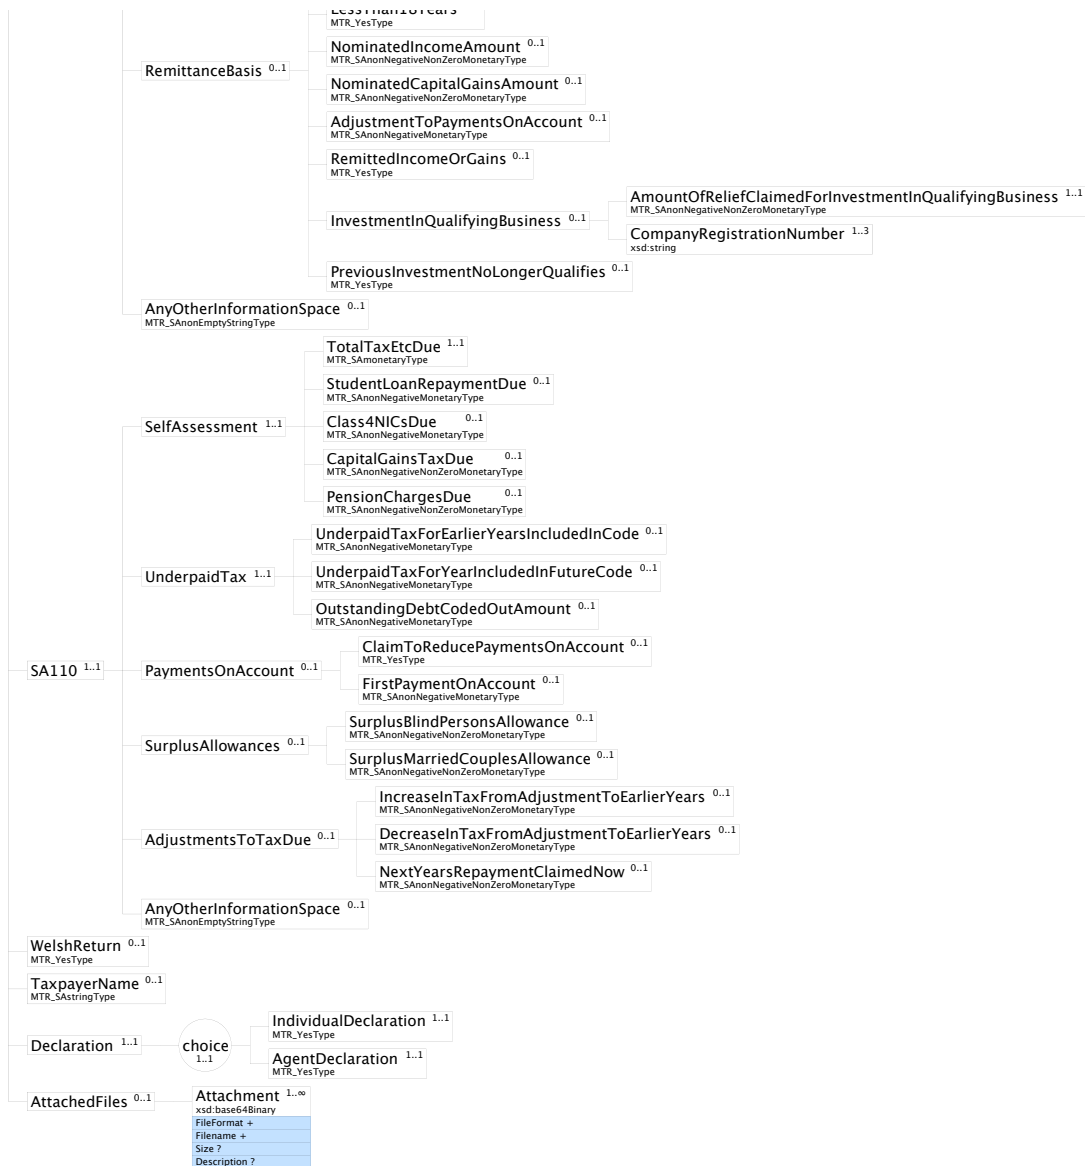 LessThan18Years
MTR_YesType
NominatedIncomeAmount 0..1
MTR_SAnonNegativeNonZeroMonetaryType
RemittanceBasis 0..1
NominatedCapitalGainsAmount 0..1
MTR_SAnonNegativeNonZeroMonetaryType
AdjustmentToPaymentsOnAccount 0..1
MTR_SAnonNegativeMonetaryType
RemittedIncomeOrGains 0..1
MTR_YesType
InvestmentInQualifyingBusiness 0..1
AmountOfReliefClaimedForInvestmentInQualifyingBusiness 1..1
MTR_SAnonNegativeNonZeroMonetaryType
CompanyRegistrationNumber 1..3
xsd:string
PreviousInvestmentNoLongerQualifies 0..1
MTR_YesType
AnyOtherInformationSpace 0..1
MTR_SAnonEmptyStringType
SelfAssessment 1..1
TotalTaxEtcDue 1..1
MTR_SAmonetaryType
StudentLoanRepaymentDue 0..1
MTR_SAnonNegativeMonetaryType
Class4NICsDue 0..1
MTR_SAnonNegativeMonetaryType
CapitalGainsTaxDue 0..1
MTR_SAnonNegativeNonZeroMonetaryType
PensionChargesDue 0..1
MTR_SAnonNegativeNonZeroMonetaryType
UnderpaidTax 1..1
UnderpaidTaxForEarlierYearsIncludedInCode 0..1
MTR_SAnonNegativeMonetaryType
UnderpaidTaxForYearIncludedInFutureCode 0..1
MTR_SAnonNegativeMonetaryType
OutstandingDebtCodedOutAmount 0..1
MTR_SAnonNegativeMonetaryType
SA110 1..1
PaymentsOnAccount 0..1
ClaimToReducePaymentsOnAccount 0..1
MTR_YesType
FirstPaymentOnAccount 0..1
MTR_SAnonNegativeMonetaryType
SurplusAllowances 0..1
SurplusBlindPersonsAllowance 0..1
MTR_SAnonNegativeNonZeroMonetaryType
SurplusMarriedCouplesAllowance 0..1
MTR_SAnonNegativeNonZeroMonetaryType
AdjustmentsToTaxDue 0..1
IncreaseInTaxFromAdjustmentToEarlierYears 0..1
MTR_SAnonNegativeNonZeroMonetaryType
DecreaseInTaxFromAdjustmentToEarlierYears 0..1
MTR_SAnonNegativeNonZeroMonetaryType
NextYearsRepaymentClaimedNow 0..1
MTR_SAnonNegativeNonZeroMonetaryType
AnyOtherInformationSpace 0..1
MTR_SAnonEmptyStringType
WelshReturn 0..1
MTR_YesType
TaxpayerName 0..1
MTR_SAstringType
Declaration 1..1
choice
1..1
IndividualDeclaration 1..1
MTR_YesType
AgentDeclaration 1..1
MTR_YesType
AttachedFiles 0..1
Attachment 1..∞
xsd:base64Binary
FileFormat +
Filename +
Size ?
Description ?